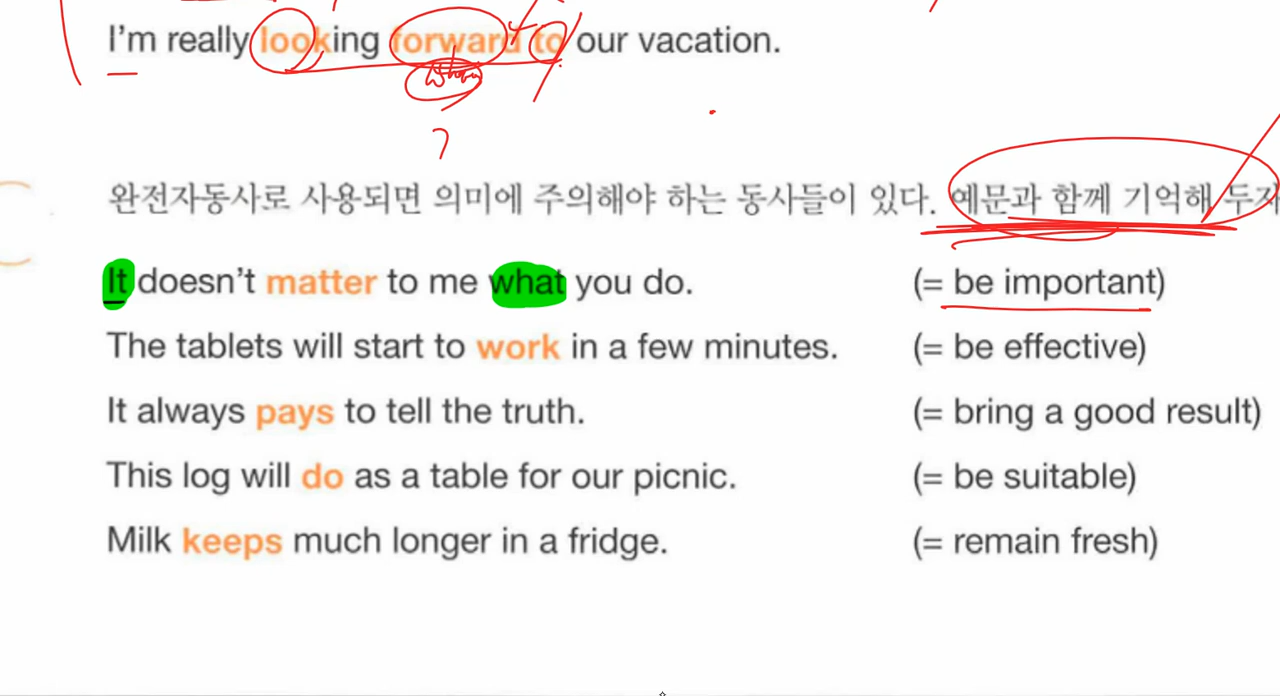 I'm really looking forward to our vacation.
완전자동사로 사용되면 의미에 주의해야 하는 동사들이 있다. 예문과 함께 기억해 두자
It doesn't matter to me what you do. (= be important)
The tablets will start to work in a few minutes. (= be effective)
It always pays to tell the truth. (= bring a good result)
This log will do as a table for our picnic. (= be suitable)
Milk keeps much longer in a fridge. (= remain fresh)